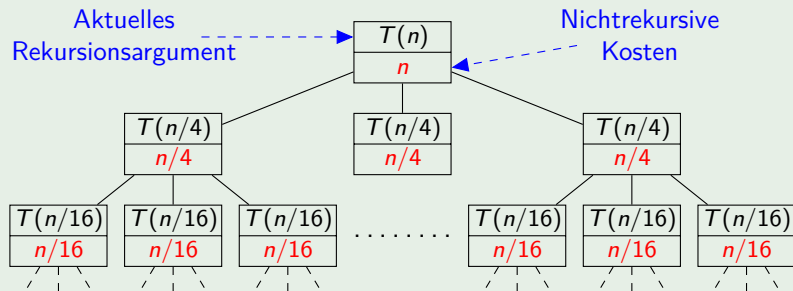 Aktuelles
Rekursionsargument
T(n)
n
Nichtrekursive
Kosten
T(n/4) T(n/4) T(n/4)
n/4 n/4 n/4
T(n/16) T(n/16) T(n/16) ........ T(n/16) T(n/16) T(n/16)
n/16 n/16 n/16 n/16 n/16 n/16